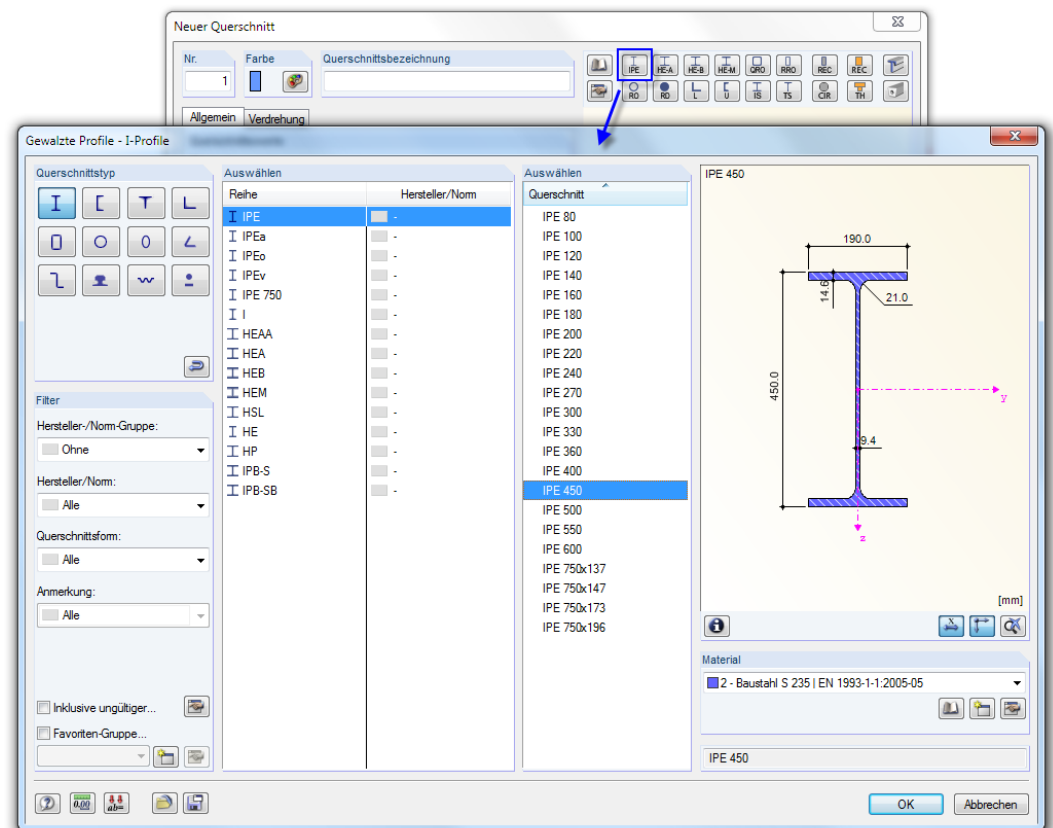 Neuer Querschnitt
Nr. Farbe Querschnittsbezeichnung
1
IPE HE-A HE-B HE-M QRO RRO REC REC
RO RD L U IS TS CIR TH
Allgemein Verdrehung
Gewalzte Profile - I-Profile
Querschnittstyp
Filter
Hersteller-/Norm-Gruppe:
Ohne
Hersteller/Norm:
Alle
Querschnittsform:
Alle
Anmerkung:
Alle
Inklusive ungültiger...
Favoriten-Gruppe...
Auswählen
Reihe Hersteller/Norm
IPE -
IPEa -
IPEo -
IPEv -
IPE 750 -
I -
HEAA -
HEA -
HEB -
HEM -
HSL -
HE -
HP -
IPB-S -
IPB-SB -
Auswählen
Querschnitt
IPE 80
IPE 100
IPE 120
IPE 140
IPE 160
IPE 180
IPE 200
IPE 220
IPE 240
IPE 270
IPE 300
IPE 330
IPE 360
IPE 400
IPE 450
IPE 500
IPE 550
IPE 600
IPE 750x137
IPE 750x147
IPE 750x173
IPE 750x196
IPE 450
190.0
14.6
21.0
450.0
y
9.4
z
[mm]
Material
2 - Baustahl S 235 | EN 1993-1-1:2005-05
IPE 450
0,00 ab=
OK Abbrechen